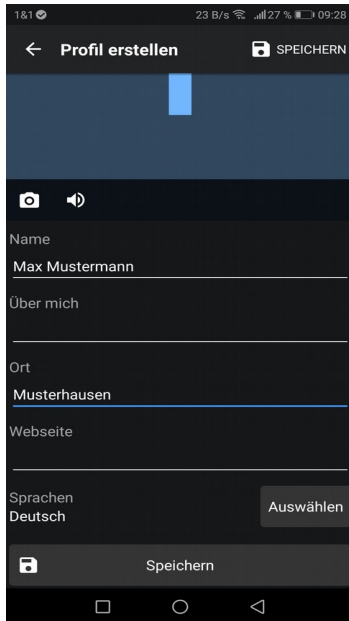 1&1 23 B/s 27 % 09:28
Profil erstellen SPEICHERN
Name
Max Mustermann
Über mich
Ort
Musterhausen
Webseite
Sprachen
Deutsch
Auswählen
Speichern